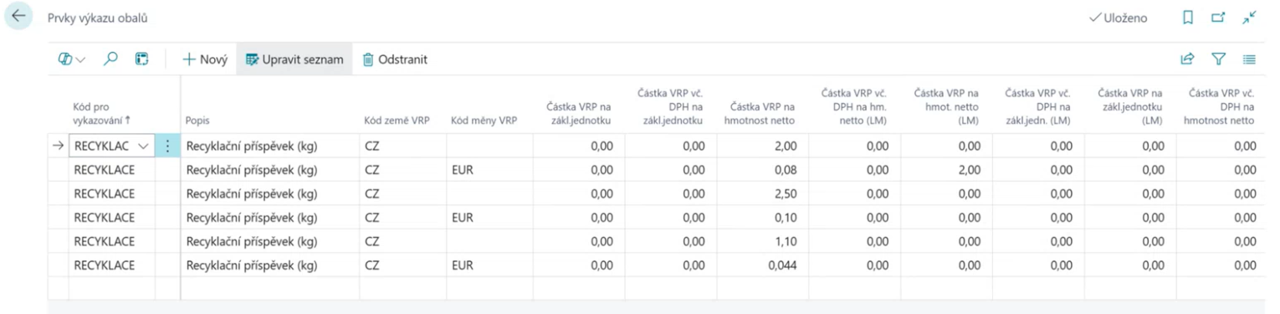 Prvky výkazu obalů
Uloženo
Nový Upravit seznam Odstranit
Kód pro vykazování ↑ Popis Kód země VRP Kód měny VRP Částka VRP na zákl.jednotku Částka VRP vč. DPH na zákl.jednotku Částka VRP na hmotnost netto Částka VRP vč. DPH na hm. netto (LM) Částka VRP na hmot. netto (LM) Částka VRP vč. DPH na zákl.jedn. (LM) Částka VRP na zákl.jednotku (LM) Částka VRP vč. DPH na hmotnost netto
RECYKLAC Recyklační příspěvek (kg) CZ 0,00 0,00 2,00 0,00 0,00 0,00 0,00 0,00
RECYKLACE Recyklační příspěvek (kg) CZ EUR 0,00 0,00 0,08 0,00 2,00 0,00 0,00 0,00
RECYKLACE Recyklační příspěvek (kg) CZ 0,00 0,00 2,50 0,00 0,00 0,00 0,00 0,00
RECYKLACE Recyklační příspěvek (kg) CZ EUR 0,00 0,00 0,10 0,00 0,00 0,00 0,00 0,00
RECYKLACE Recyklační příspěvek (kg) CZ 0,00 0,00 1,10 0,00 0,00 0,00 0,00 0,00
RECYKLACE Recyklační příspěvek (kg) CZ EUR 0,00 0,00 0,044 0,00 0,00 0,00 0,00 0,00